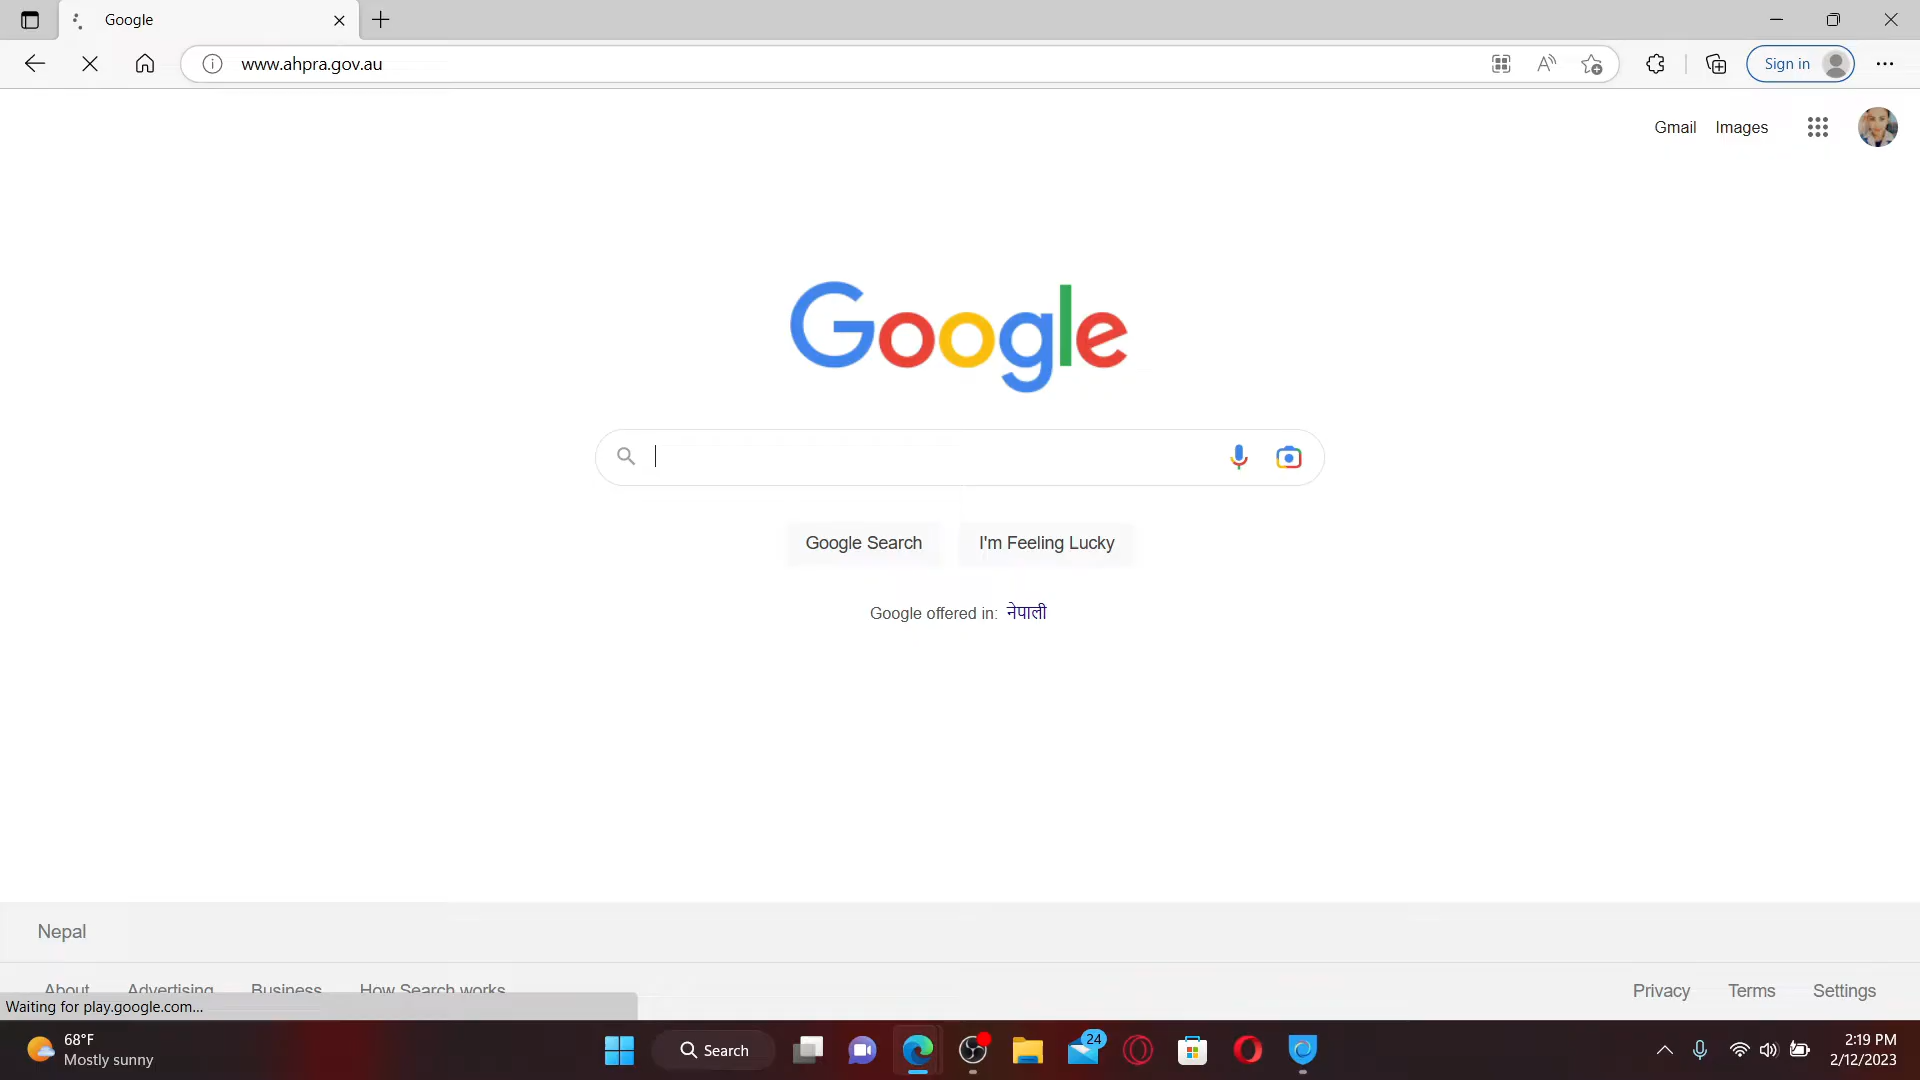 Google
www.ahpra.gov.au
Sign in
Gmail Images
Google
Google Search I'm Feeling Lucky
Google offered in: नेपाली
Nepal
About Advertising Business How Search works Privacy Terms Settings
Waiting for play.google.com...
68°F
Mostly sunny
Search
24
2:19 PM
2/12/2023